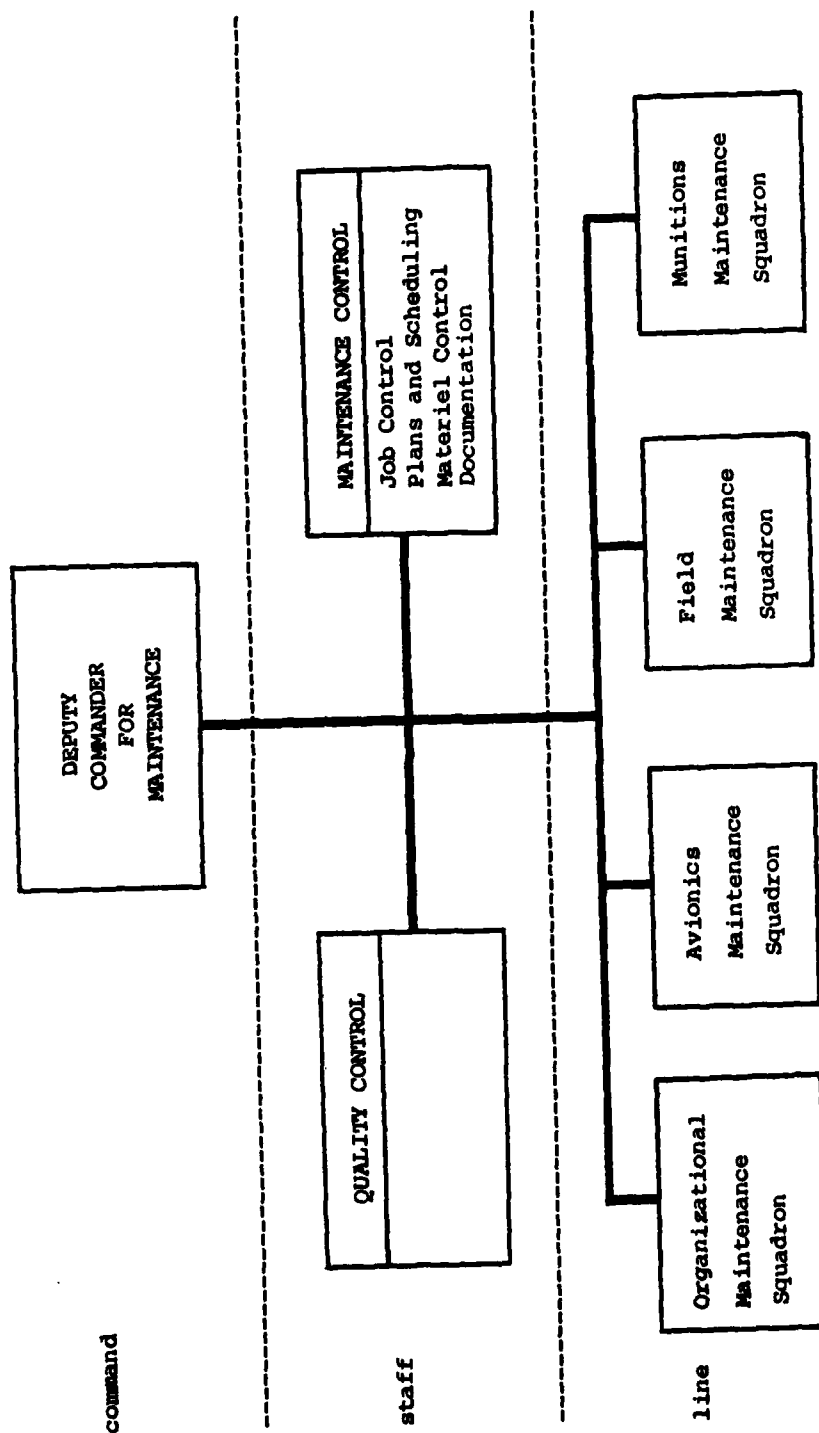 command
DEPUTY
COMMANDER
FOR
MAINTENANCE
staff
QUALITY CONTROL
MAINTENANCE CONTROL
Job Control
Plans and Scheduling
Materiel Control
Documentation
line
Organizational
Maintenance
Squadron
Avionics
Maintenance
Squadron
Field
Maintenance
Squadron
Munitions
Maintenance
Squadron